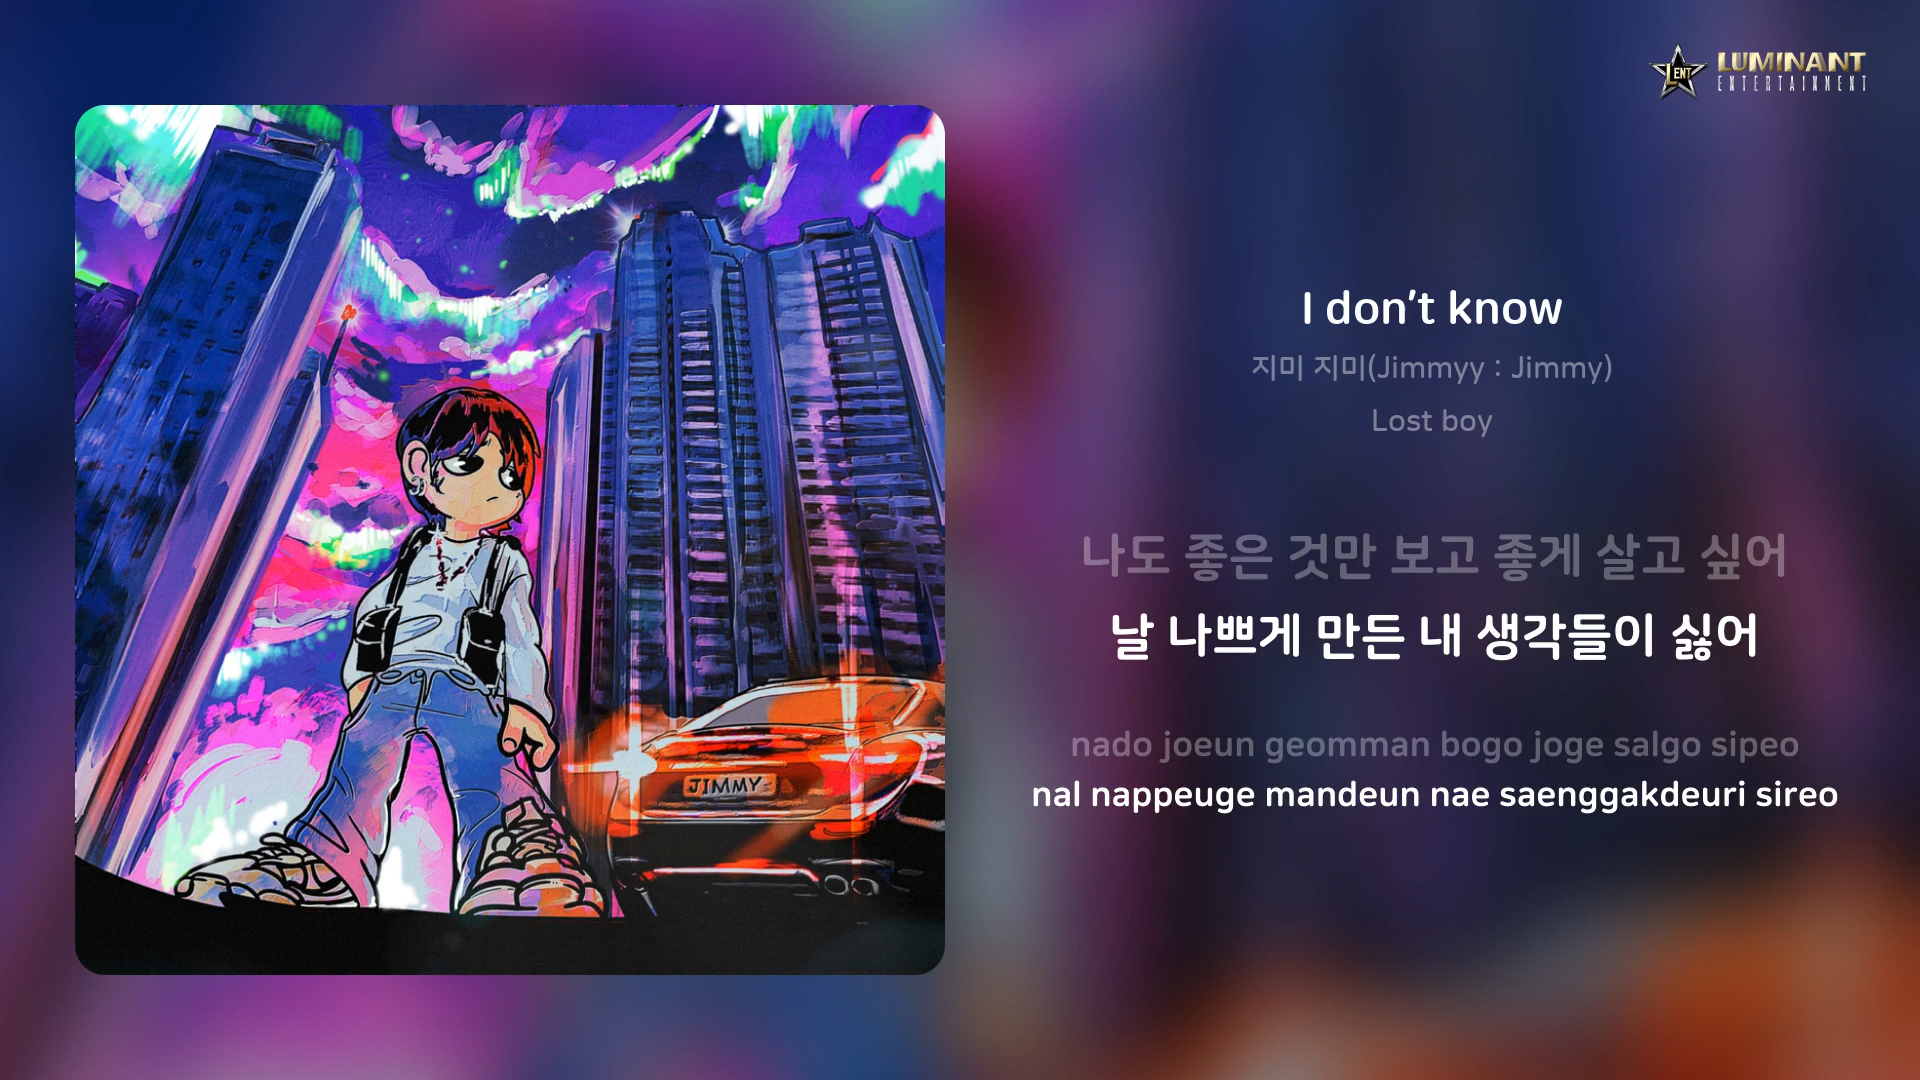 LENT
LUMINANT
ENTERTAINMENT
I don't know
지미 지미(Jimmyy : Jimmy)
Lost boy
나도 좋은 것만 보고 좋게 살고 싶어
날 나쁘게 만든 내 생각들이 싫어
nado joeun geomman bogo joge salgo sipeo
nal nappeuge mandeun nae saenggakdeuri sireo
JIMMY